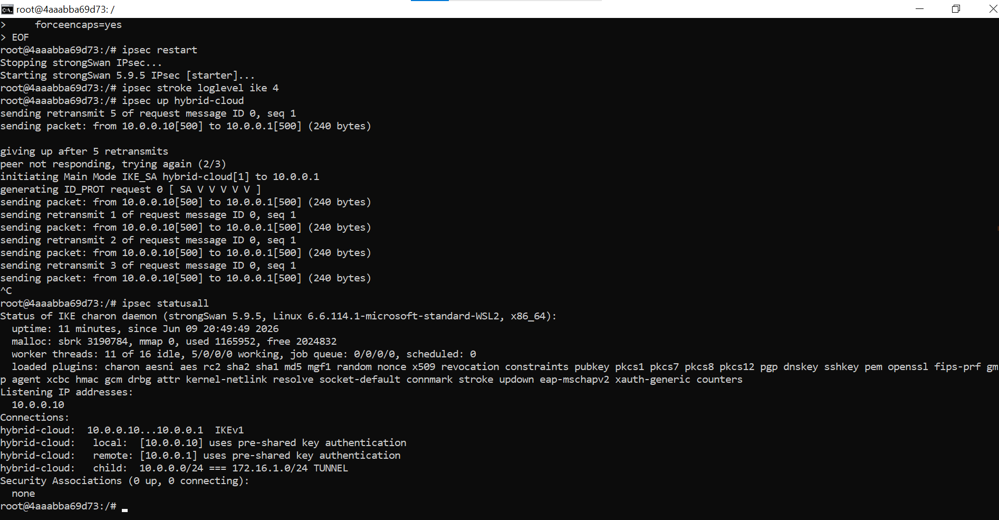 root@4aaabba69d73: /
>     forceencaps=yes
> EOF
root@4aaabba69d73:/# ipsec restart
Stopping strongSwan IPsec...
Starting strongSwan 5.9.5 IPsec [starter]...
root@4aaabba69d73:/# ipsec stroke loglevel ike 4
root@4aaabba69d73:/# ipsec up hybrid-cloud
sending retransmit 5 of request message ID 0, seq 1
sending packet: from 10.0.0.10[500] to 10.0.0.1[500] (240 bytes)
giving up after 5 retransmits
peer not responding, trying again (2/3)
initiating Main Mode IKE_SA hybrid-cloud[1] to 10.0.0.1
generating ID_PROT request 0 [ SA V V V V V ]
sending packet: from 10.0.0.10[500] to 10.0.0.1[500] (240 bytes)
sending retransmit 1 of request message ID 0, seq 1
sending packet: from 10.0.0.10[500] to 10.0.0.1[500] (240 bytes)
sending retransmit 2 of request message ID 0, seq 1
sending packet: from 10.0.0.10[500] to 10.0.0.1[500] (240 bytes)
sending retransmit 3 of request message ID 0, seq 1
sending packet: from 10.0.0.10[500] to 10.0.0.1[500] (240 bytes)
^C
root@4aaabba69d73:/# ipsec statusall
Status of IKE charon daemon (strongSwan 5.9.5, Linux 6.6.114.1-microsoft-standard-WSL2, x86_64):
  uptime: 11 minutes, since Jun 09 20:49:49 2026
  malloc: sbrk 3190784, mmap 0, used 1165952, free 2024832
  worker threads: 11 of 16 idle, 5/0/0/0 working, job queue: 0/0/0/0, scheduled: 0
  loaded plugins: charon aesni aes rc2 sha2 sha1 md5 mgf1 random nonce x509 revocation constraints pubkey pkcs1 pkcs7 pkcs8 pkcs12 pgp dnskey sshkey pem openssl fips-prf gm
p agent xcbc hmac gcm drbg attr kernel-netlink resolve socket-default connmark stroke updown eap-mschapv2 xauth-generic counters
Listening IP addresses:
  10.0.0.10
Connections:
hybrid-cloud:  10.0.0.10...10.0.0.1  IKEv1
hybrid-cloud:   local:  [10.0.0.10] uses pre-shared key authentication
hybrid-cloud:   remote: [10.0.0.1] uses pre-shared key authentication
hybrid-cloud:   child:  10.0.0.0/24 === 172.16.1.0/24 TUNNEL
Security Associations (0 up, 0 connecting):
  none
root@4aaabba69d73:/#